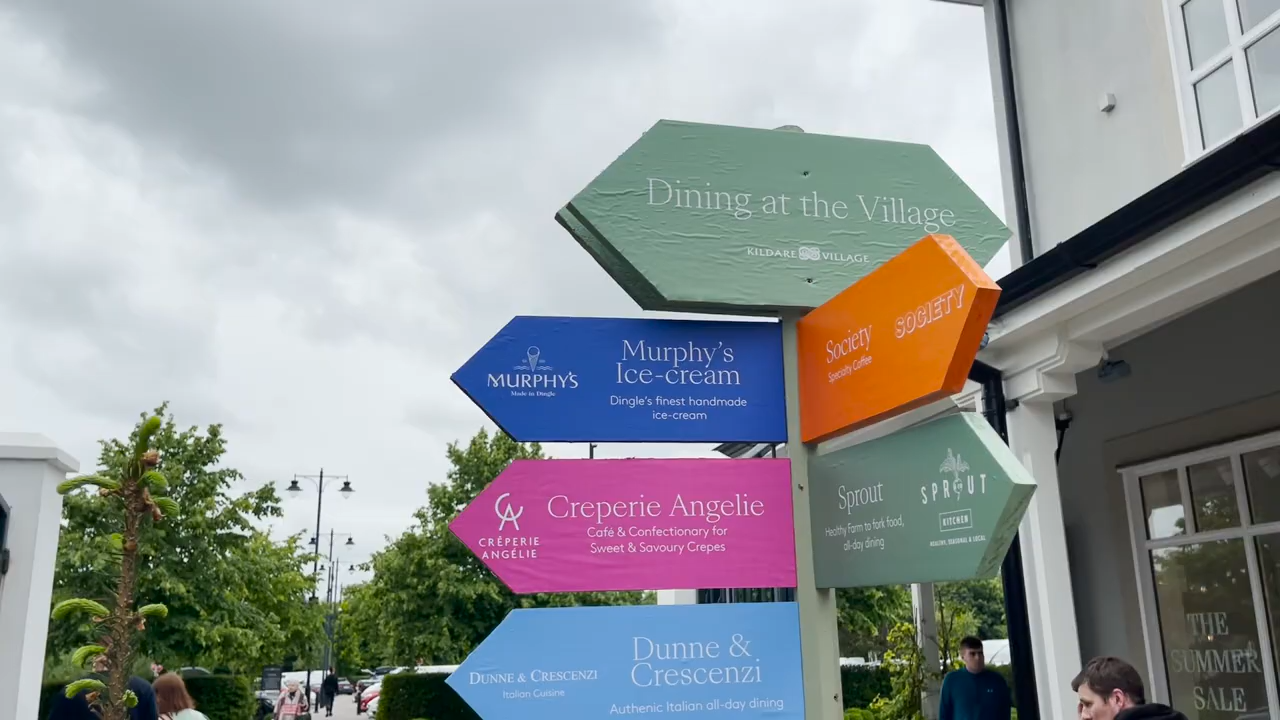 Dining at the Village
KILDARE VILLAGE
Society
Specialty Coffee
SOCIETY
MURPHY'S
Made in Dingle
Murphy's
Ice-cream
Dingle's finest handmade
ice-cream
CRÊPERIE
ANGÉLIE
Creperie Angelie
Café & Confectionary for
Sweet & Savoury Crepes
Sprout
Healthy Farm to fork food,
all-day dining
SPROUT
KITCHEN
HEALTHY, SEASONAL & LOCAL
DUNNE & CRESCENZI
Italian Cuisine
Dunne &
Crescenzi
Authenic Italian all-day dining
THE
SUMMER
SALE